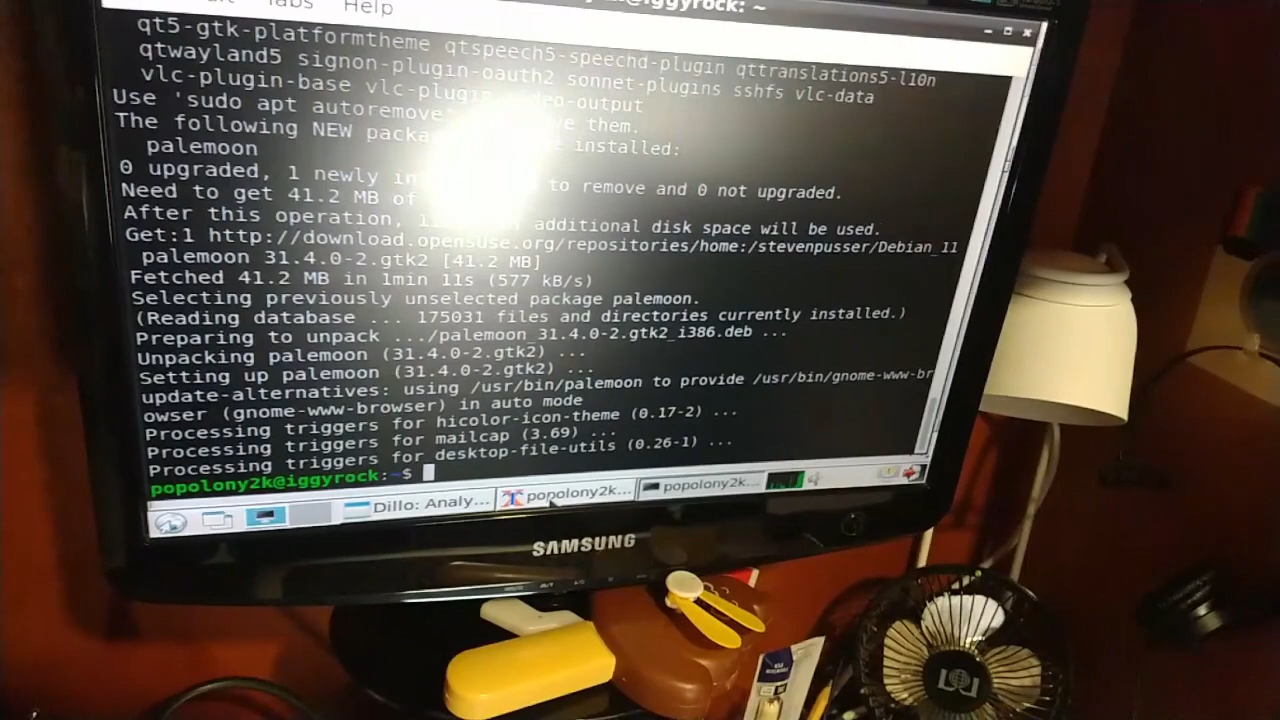 Tabs Help
iggyrock: ~
qt5-gtk-platformtheme qtspeech5-speechd-plugin qttranslations5-l10n
qtwayland5 signon-plugin-oauth2 sonnet-plugins sshfs vlc-data
vlc-plugin-base vlc-plugin-video-output
Use 'sudo apt autoremove' them.
The following NEW installed:
palemoon
0 upgraded, 1 newly to remove and 0 not upgraded.
Need to get 41.2 MB of
After this operation, additional disk space will be used.
Get:1 http://download.opensuse.org/repositories/home:/stevenpusser/Debian_11
palemoon 31.4.0-2.gtk2 [41.2 MB]
Fetched 41.2 MB in 1min 11s (577 kB/s)
Selecting previously unselected package palemoon.
(Reading database ... 175031 files and directories currently installed.)
Preparing to unpack .../palemoon_31.4.0-2.gtk2_i386.deb ...
Unpacking palemoon (31.4.0-2.gtk2) ...
Setting up palemoon (31.4.0-2.gtk2) ...
update-alternatives: using /usr/bin/palemoon to provide /usr/bin/gnome-www-br
owser (gnome-www-browser) in auto mode
Processing triggers for hicolor-icon-theme (0.17-2) ...
Processing triggers for mailcap (3.69) ...
Processing triggers for desktop-file-utils (0.26-1) ...
popolony2k@iggyrock:~$
Dillo: Analy... popolony2k... popolony2k...
SAMSUNG